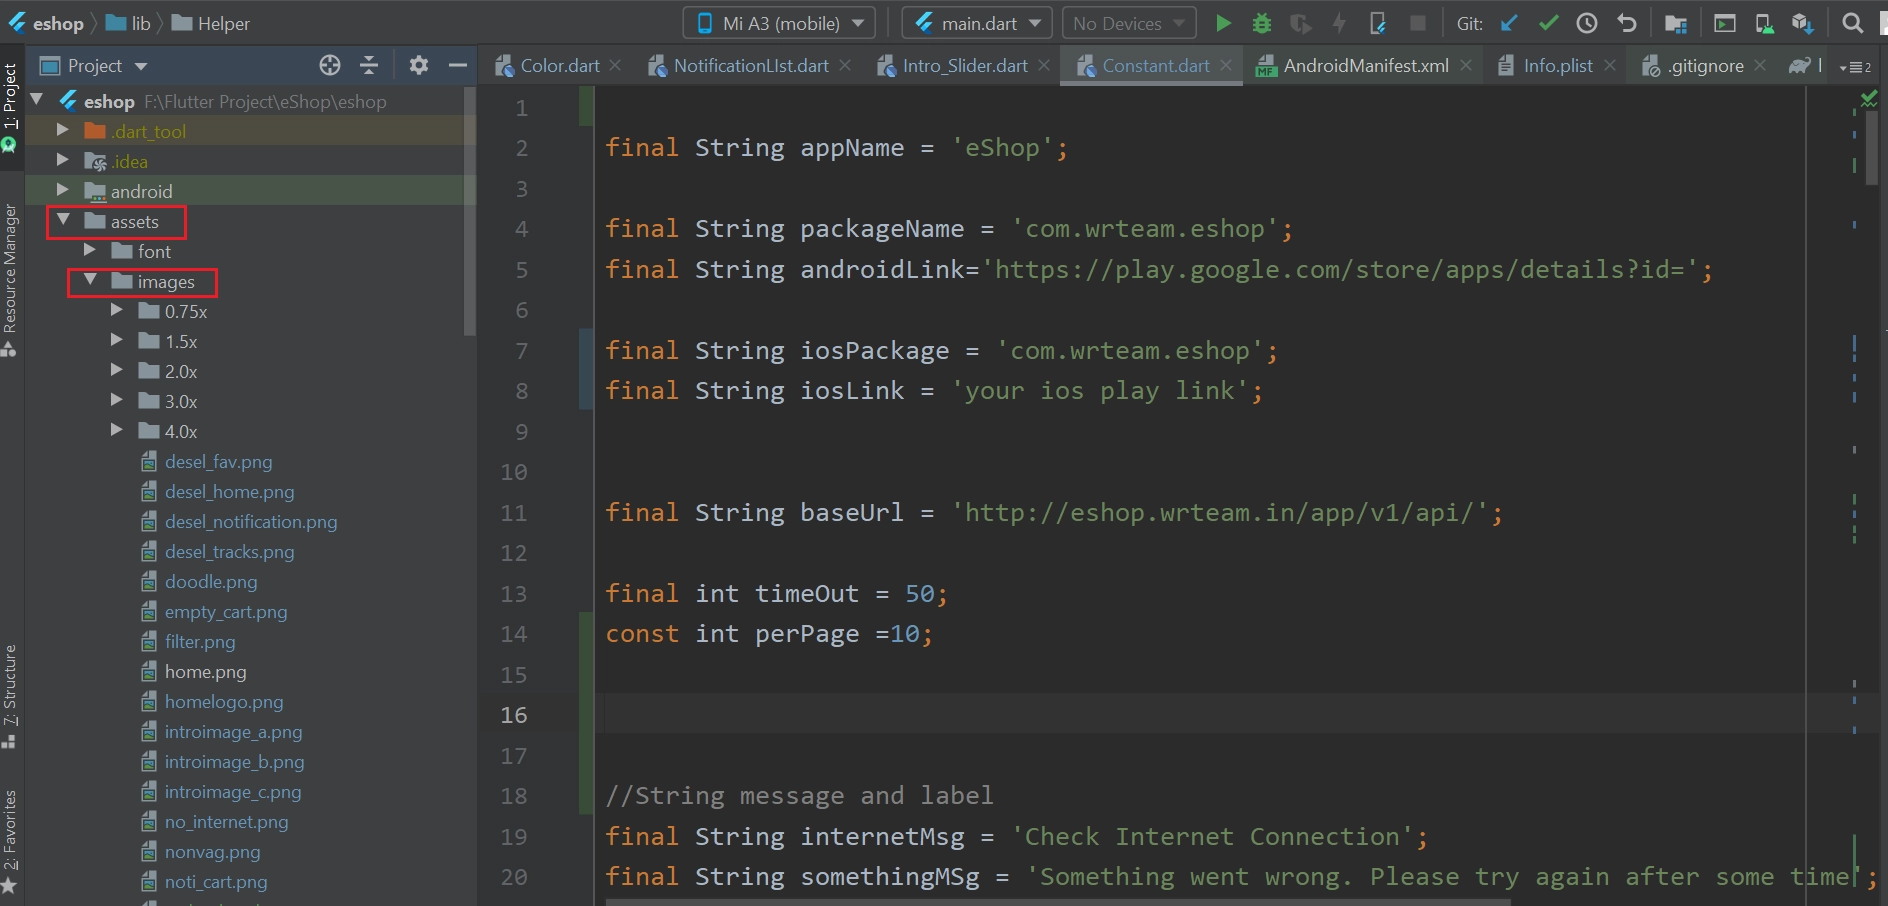 eshop lib Helper Mi A3 (mobile) main.dart No Devices Git:
Project
Color.dart NotificationLIst.dart Intro_Slider.dart Constant.dart AndroidManifest.xml Info.plist .gitignore
2
1: Project
Resource Manager
7: Structure
2: Favorites
eshop F:\Flutter Project\eShop\eshop
.dart_tool
.idea
android
assets
font
images
0.75x
1.5x
2.0x
3.0x
4.0x
desel_fav.png
desel_home.png
desel_notification.png
desel_tracks.png
doodle.png
empty_cart.png
filter.png
home.png
homelogo.png
introimage_a.png
introimage_b.png
introimage_c.png
no_internet.png
nonvag.png
noti_cart.png
1
2 final String appName = 'eShop';
3
4 final String packageName = 'com.wrteam.eshop';
5 final String androidLink='https://play.google.com/store/apps/details?id=';
6
7 final String iosPackage = 'com.wrteam.eshop';
8 final String iosLink = 'your ios play link';
9
10
11 final String baseUrl = 'http://eshop.wrteam.in/app/v1/api/';
12
13 final int timeOut = 50;
14 const int perPage =10;
15
16
17
18 //String message and label
19 final String internetMsg = 'Check Internet Connection';
20 final String somethingMSg = 'Something went wrong. Please try again after some time';